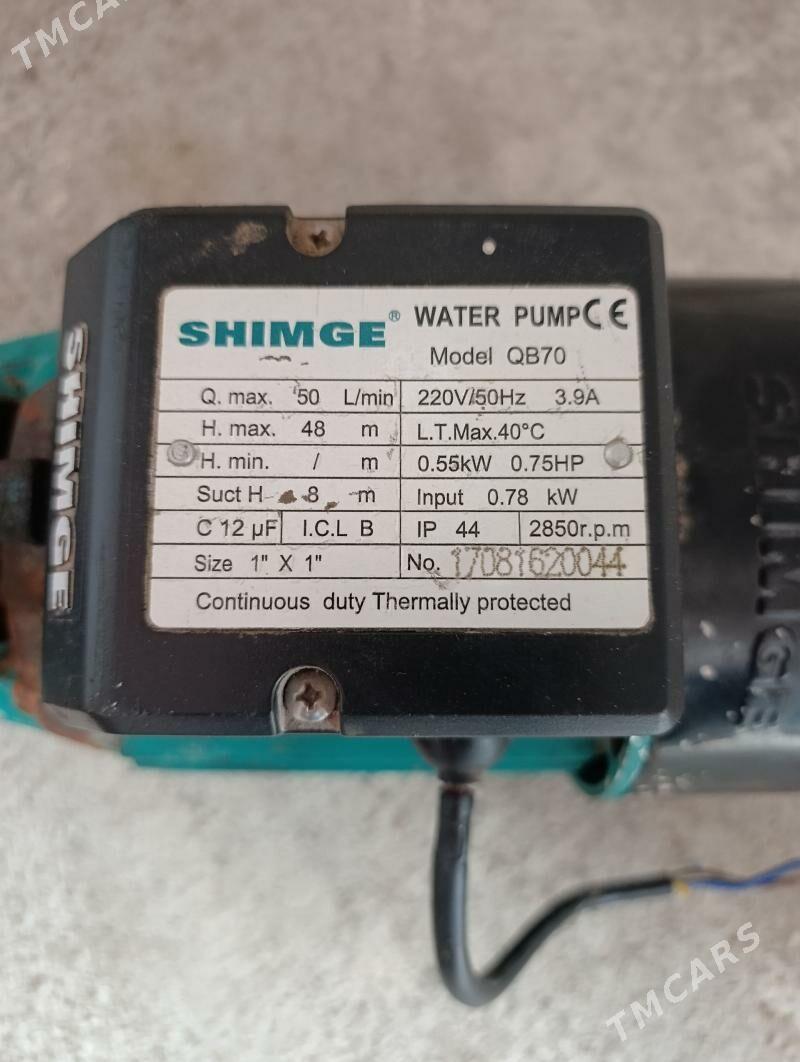 TMCARS
SHIMGE® WATER PUMP CE
Model QB70
Q. max. 50 L/min 220V/50Hz 3.9A
H. max. 48 m L.T.Max.40°C
H. min. / m 0.55kW 0.75HP
Suct H 8 m Input 0.78 kW
C 12 µF I.C.L B IP 44 2850r.p.m
Size 1" X 1" No. 17081620044
Continuous duty Thermally protected
SHIMGE
SHIMGE
TMCARS